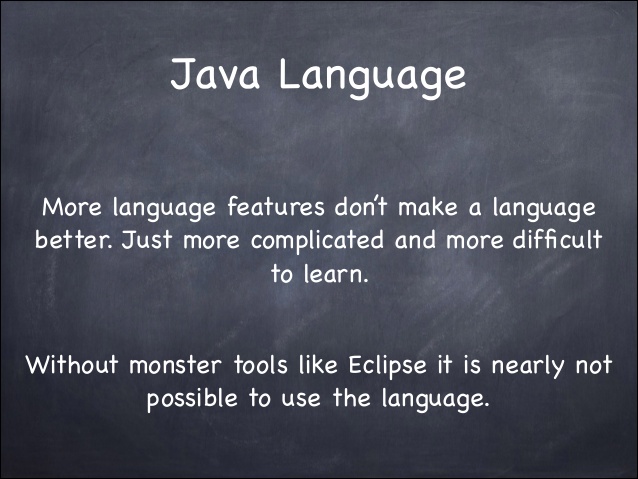 Java Language
More language features don't make a language
better. Just more complicated and more difficult
to learn.
Without monster tools like Eclipse it is nearly not
possible to use the language.